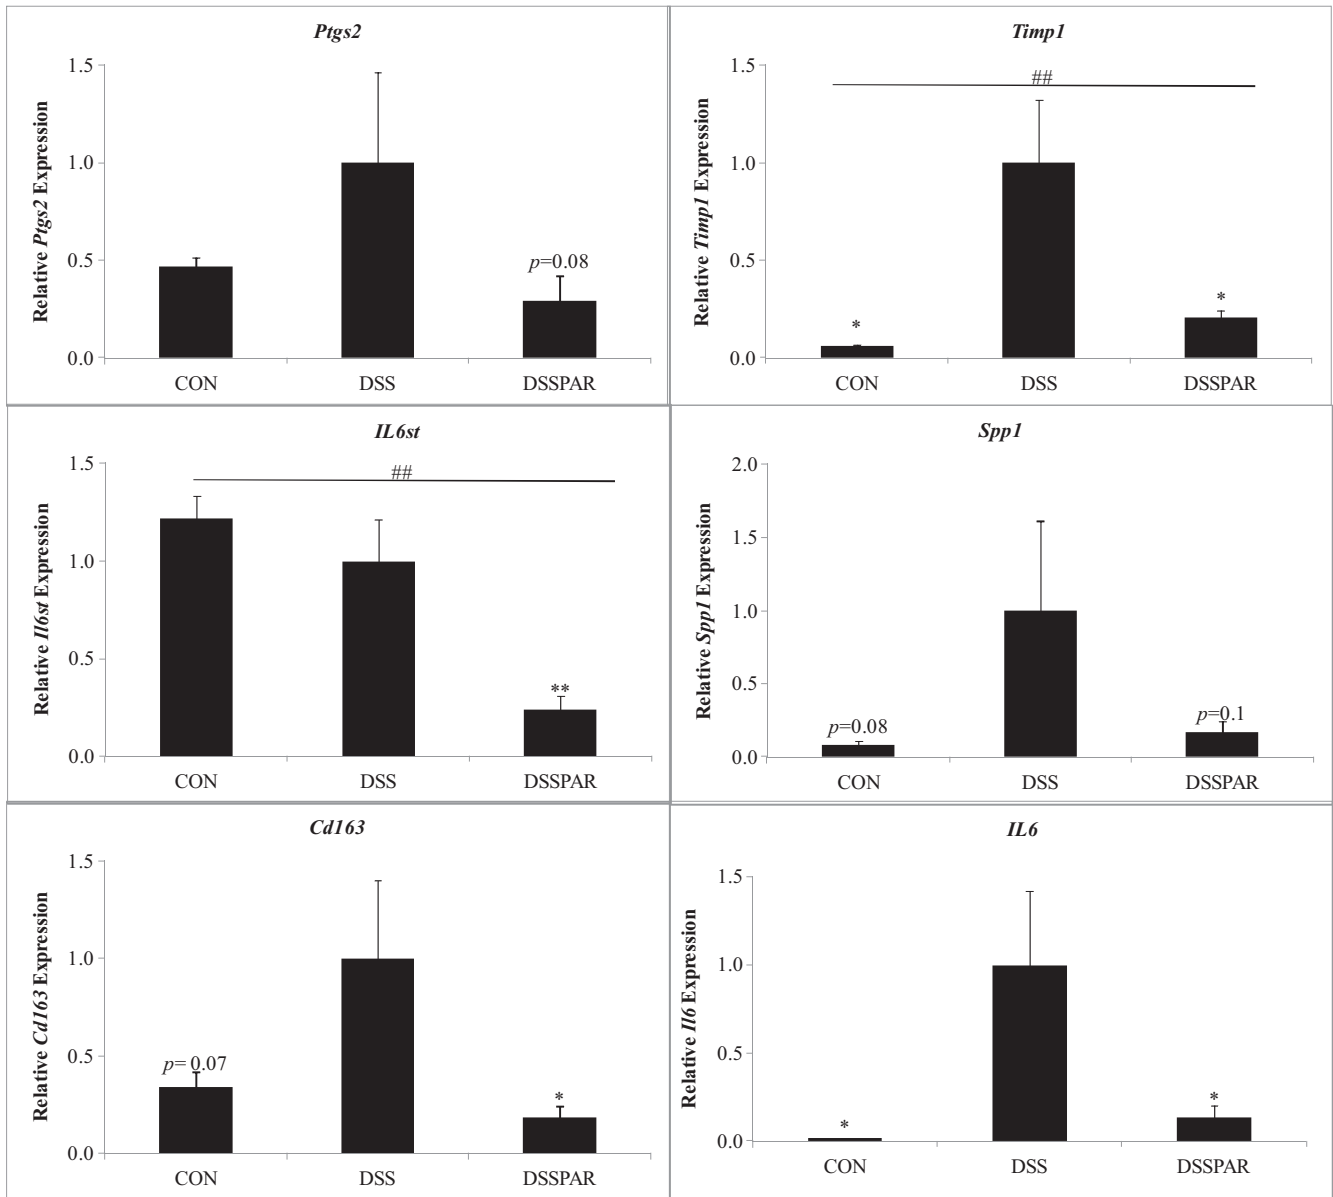 Ptgs2
Relative Ptgs2 Expression
1.5
1.0
0.5
0.0
p=0.08
CON
DSS
DSSPAR
Timp1
Relative Timp1 Expression
1.5
1.0
0.5
0.0
##
*
*
CON
DSS
DSSPAR
IL6st
Relative Il6st Expression
1.5
1.0
0.5
0.0
##
**
CON
DSS
DSSPAR
Spp1
Relative Spp1 Expression
2.0
1.5
1.0
0.5
0.0
p=0.08
p=0.1
CON
DSS
DSSPAR
Cd163
Relative Cd163 Expression
1.5
1.0
0.5
0.0
p= 0.07
*
CON
DSS
DSSPAR
IL6
Relative Il6 Expression
1.5
1.0
0.5
0.0
*
*
CON
DSS
DSSPAR